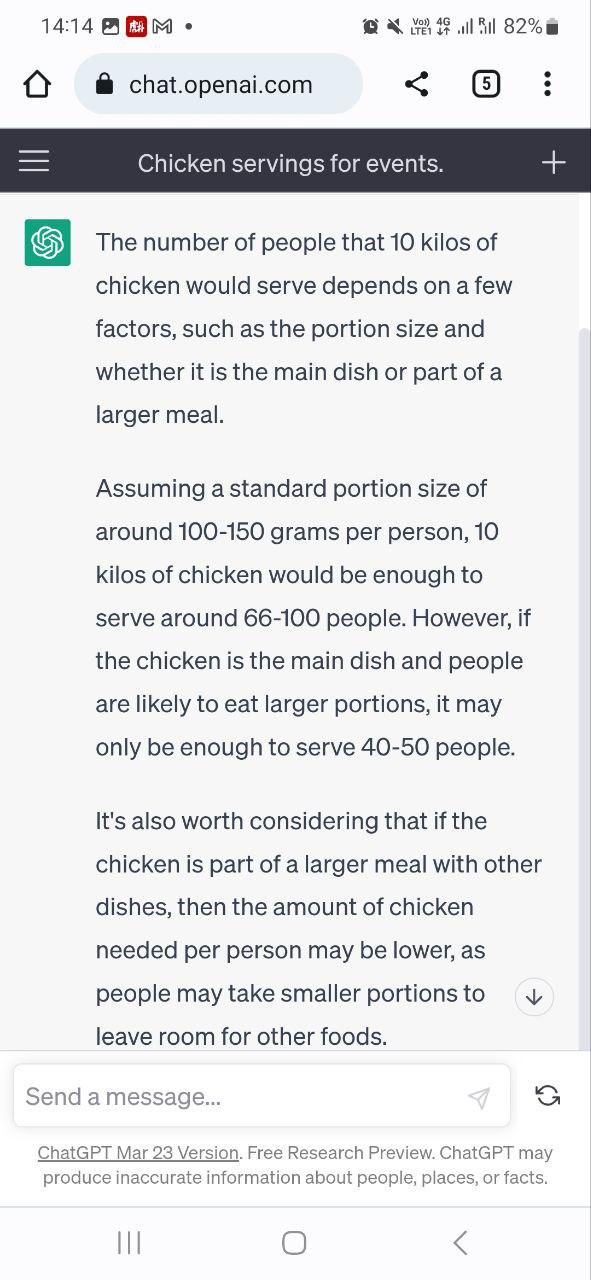 14:14
Vo)) 4G
LTE1
R
82%
chat.openai.com
5
Chicken servings for events.
The number of people that 10 kilos of
chicken would serve depends on a few
factors, such as the portion size and
whether it is the main dish or part of a
larger meal.
Assuming a standard portion size of
around 100-150 grams per person, 10
kilos of chicken would be enough to
serve around 66-100 people. However, if
the chicken is the main dish and people
are likely to eat larger portions, it may
only be enough to serve 40-50 people.
It's also worth considering that if the
chicken is part of a larger meal with other
dishes, then the amount of chicken
needed per person may be lower, as
people may take smaller portions to
leave room for other foods.
Send a message...
ChatGPT Mar 23 Version. Free Research Preview. ChatGPT may
produce inaccurate information about people, places, or facts.